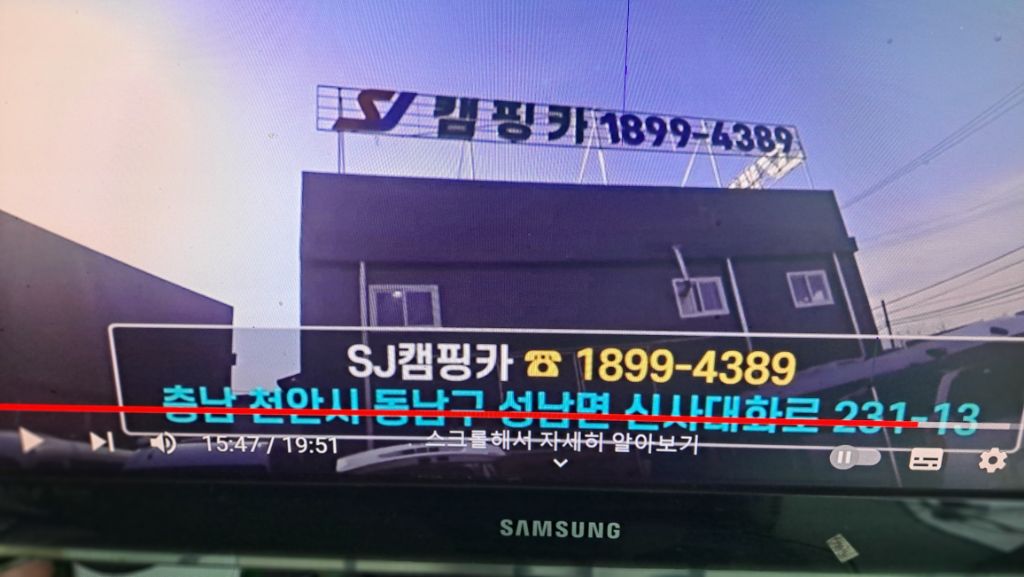 SJ 캠핑카 1899-4389
SJ캠핑카 ☎ 1899-4389
충남 천안시 동남구 성남면 신사대화로 231-13
15:47 / 19:51
스크롤해서 자세히 알아보기
SAMSUNG